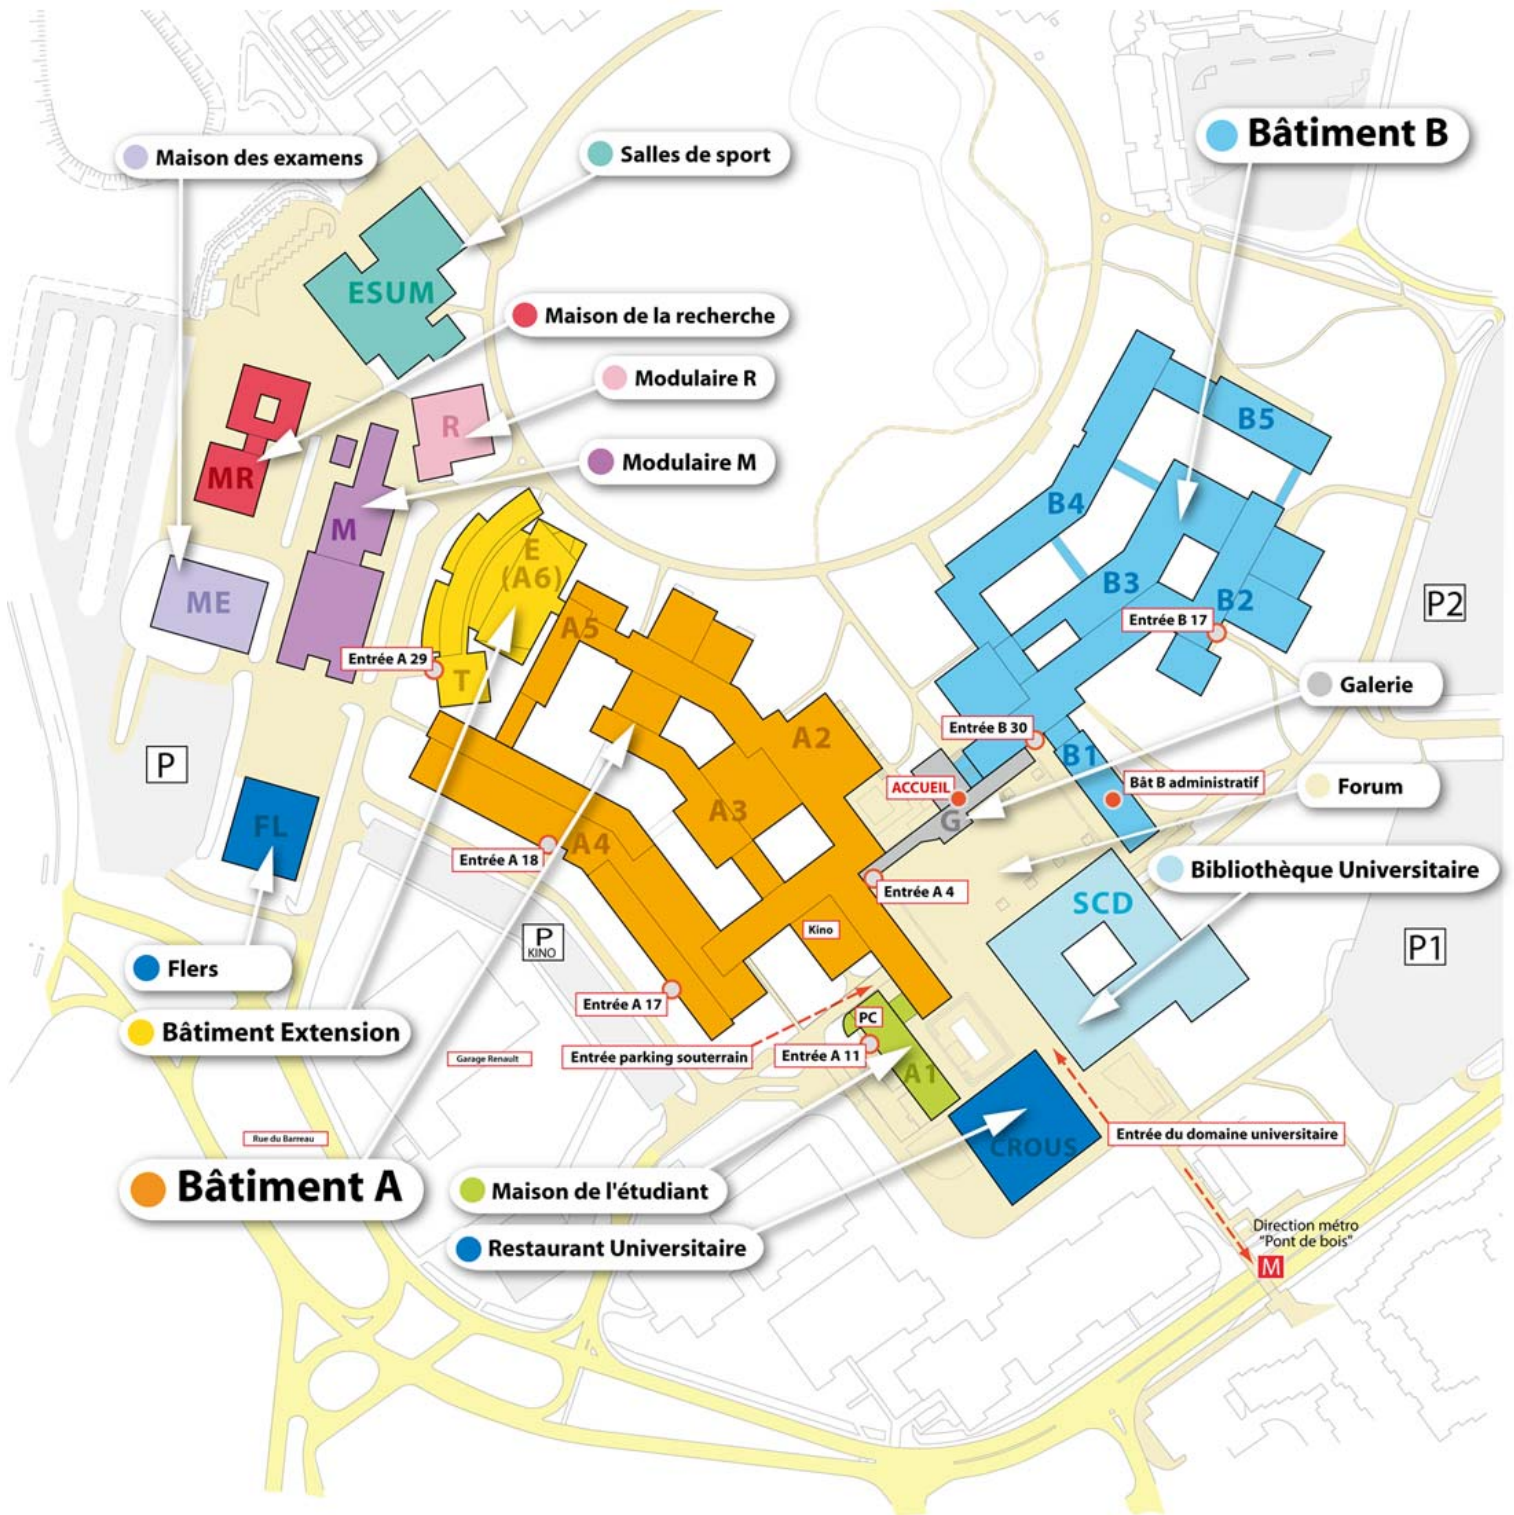 Bâtiment B
Maison des examens
Salles de sport
ESUM
Maison de la recherche
Modulaire R
B5
R
Modulaire M
MR
B4
M
E
(A6)
B3
ME
B2
P2
Entrée B 17
A5
Entrée A 29
T
Galerie
Entrée B 30
A2
B1
P
ACCUEIL
Bât B administratif
Forum
A3
G
FL
A4
Entrée A 18
Bibliothèque Universitaire
Entrée A 4
SCD
Kino
P
KINO
P1
Flers
Entrée A 17
PC
Bâtiment Extension
Garage Renault
Entrée parking souterrain
Entrée A 11
A1
Rue du Barreau
Entrée du domaine universitaire
CROUS
Bâtiment A
Maison de l'étudiant
Restaurant Universitaire
Direction métro
"Pont de bois"
M